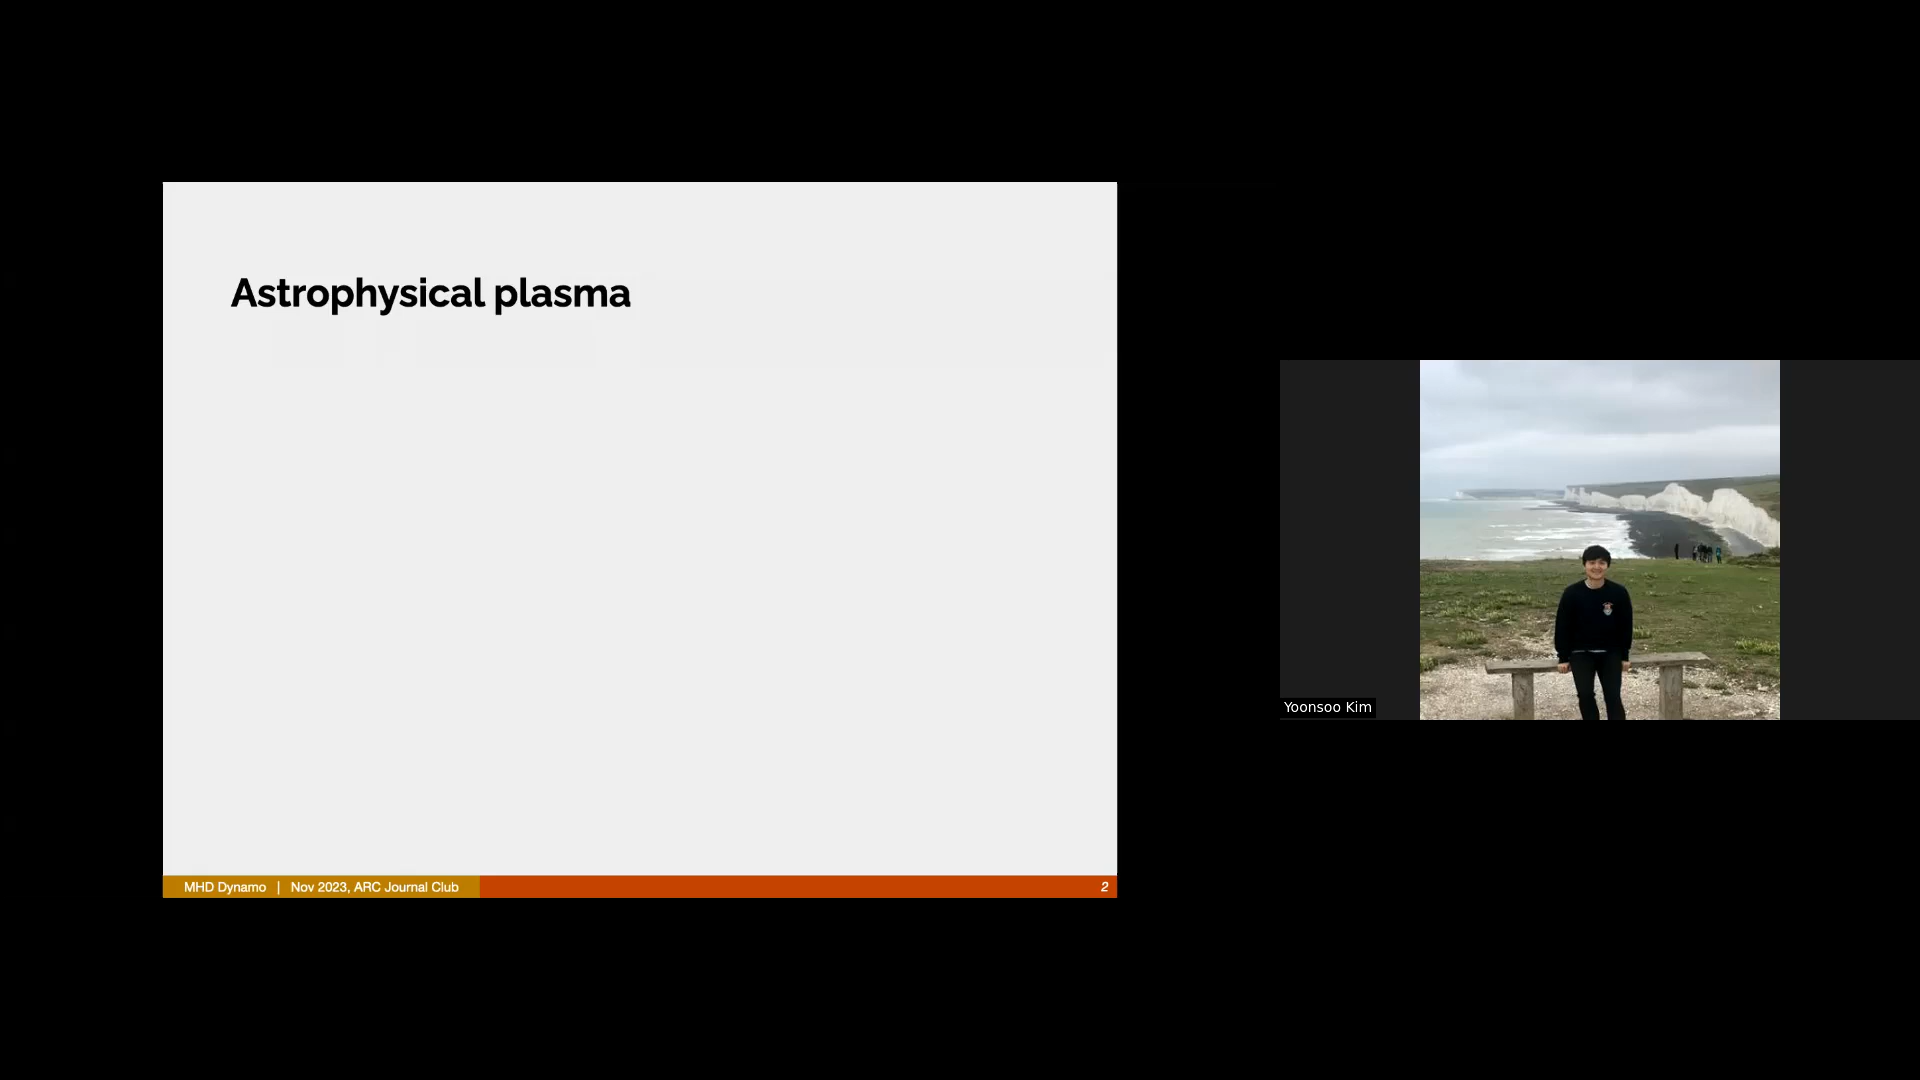 Astrophysical plasma
MHD Dynamo | Nov 2023, ARC Journal Club
2
Yoonsoo Kim